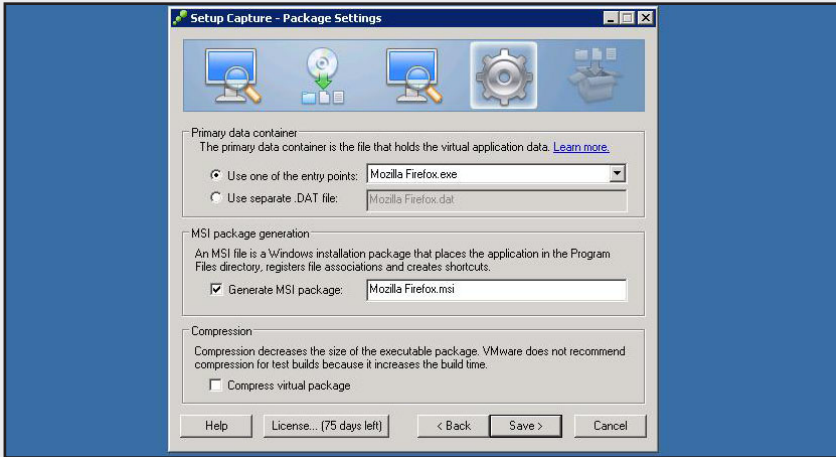 Setup Capture - Package Settings
Primary data container
The primary data container is the file that holds the virtual application data. Learn more.
Use one of the entry points: Mozilla Firefox.exe
Use separate .DAT file: Mozilla Firefox.dat
MSI package generation
An MSI file is a Windows installation package that places the application in the Program
Files directory, registers file associations and creates shortcuts.
Generate MSI package: Mozilla Firefox.msi
Compression
Compression decreases the size of the executable package. VMware does not recommend
compression for test builds because it increases the build time.
Compress virtual package
Help License... (75 days left) < Back Save > Cancel